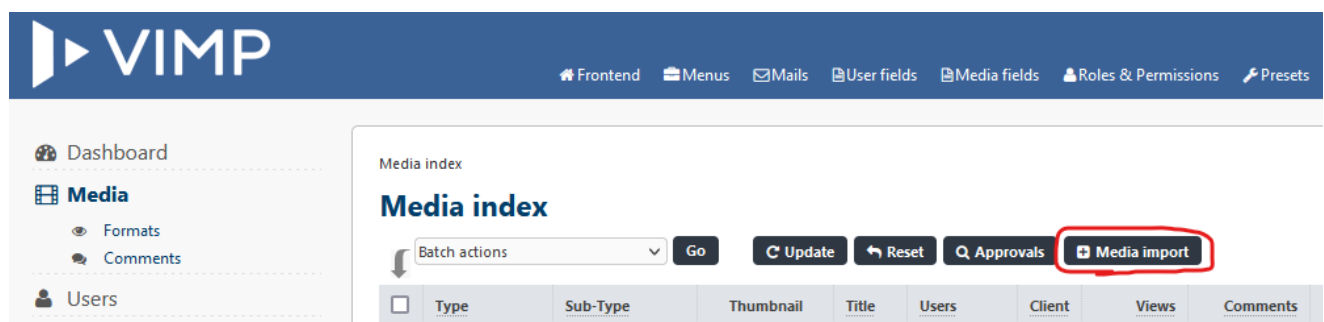 VIMP
Frontend Menus Mails User fields Media fields Roles & Permissions Presets
Dashboard
Media
Formats
Comments
Users
Media index
Media index
Batch actions Go Update Reset Approvals Media import
Type Sub-Type Thumbnail Title Users Client Views Comments